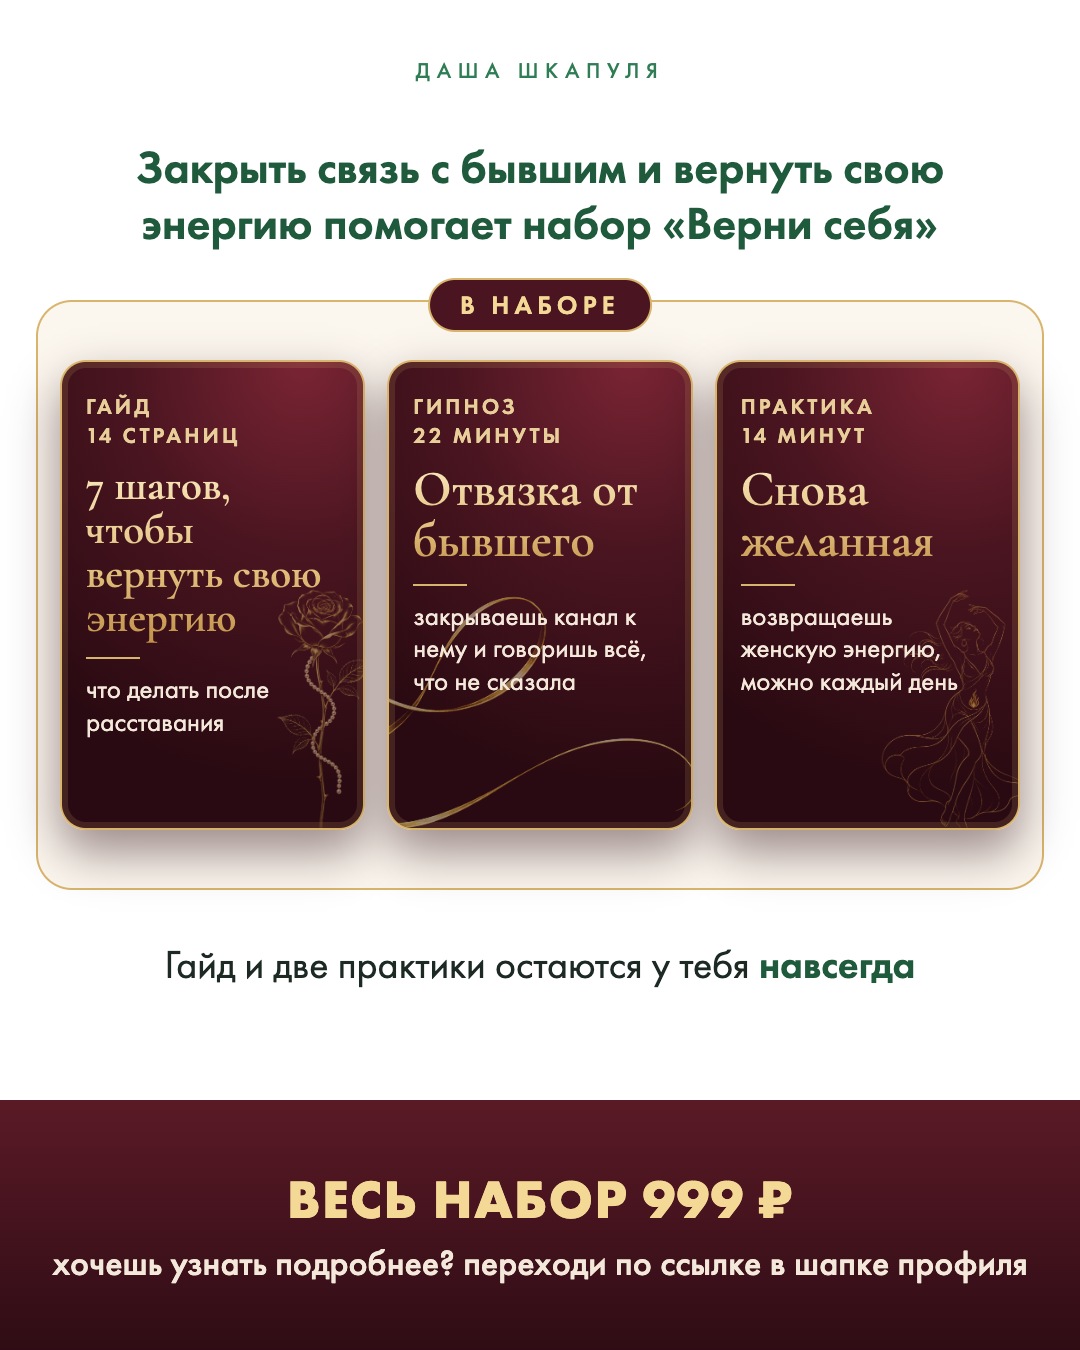 ДАША ШКАПУЛЯ
Закрыть связь с бывшим и вернуть свою
энергию помогает набор «Верни себя»
В НАБОРЕ
ГАЙД
14 СТРАНИЦ
7 шагов,
чтобы
вернуть свою
энергию
что делать после
расставания
ГИПНОЗ
22 МИНУТЫ
Отвязка от
бывшего
закрываешь канал к
нему и говоришь всё,
что не сказала
ПРАКТИКА
14 МИНУТ
Снова
желанная
возвращаешь
женскую энергию,
можно каждый день
Гайд и две практики остаются у тебя навсегда
ВЕСЬ НАБОР 999 ₽
хочешь узнать подробнее? переходи по ссылке в шапке профиля